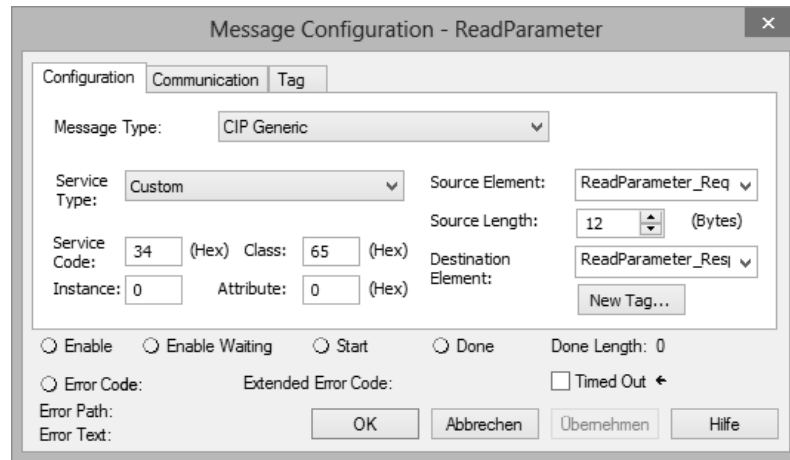 Message Configuration - ReadParameter
Configuration Communication Tag
Message Type: CIP Generic
Service Type: Custom
Source Element: ReadParameter_Req
Source Length: 12 (Bytes)
Service Code: 34 (Hex) Class: 65 (Hex)
Destination Element: ReadParameter_Resp
Instance: 0 Attribute: 0 (Hex)
New Tag...
Enable Enable Waiting Start Done Done Length: 0
Error Code: Extended Error Code: Timed Out
Error Path:
Error Text:
OK Abbrechen Übernehmen Hilfe